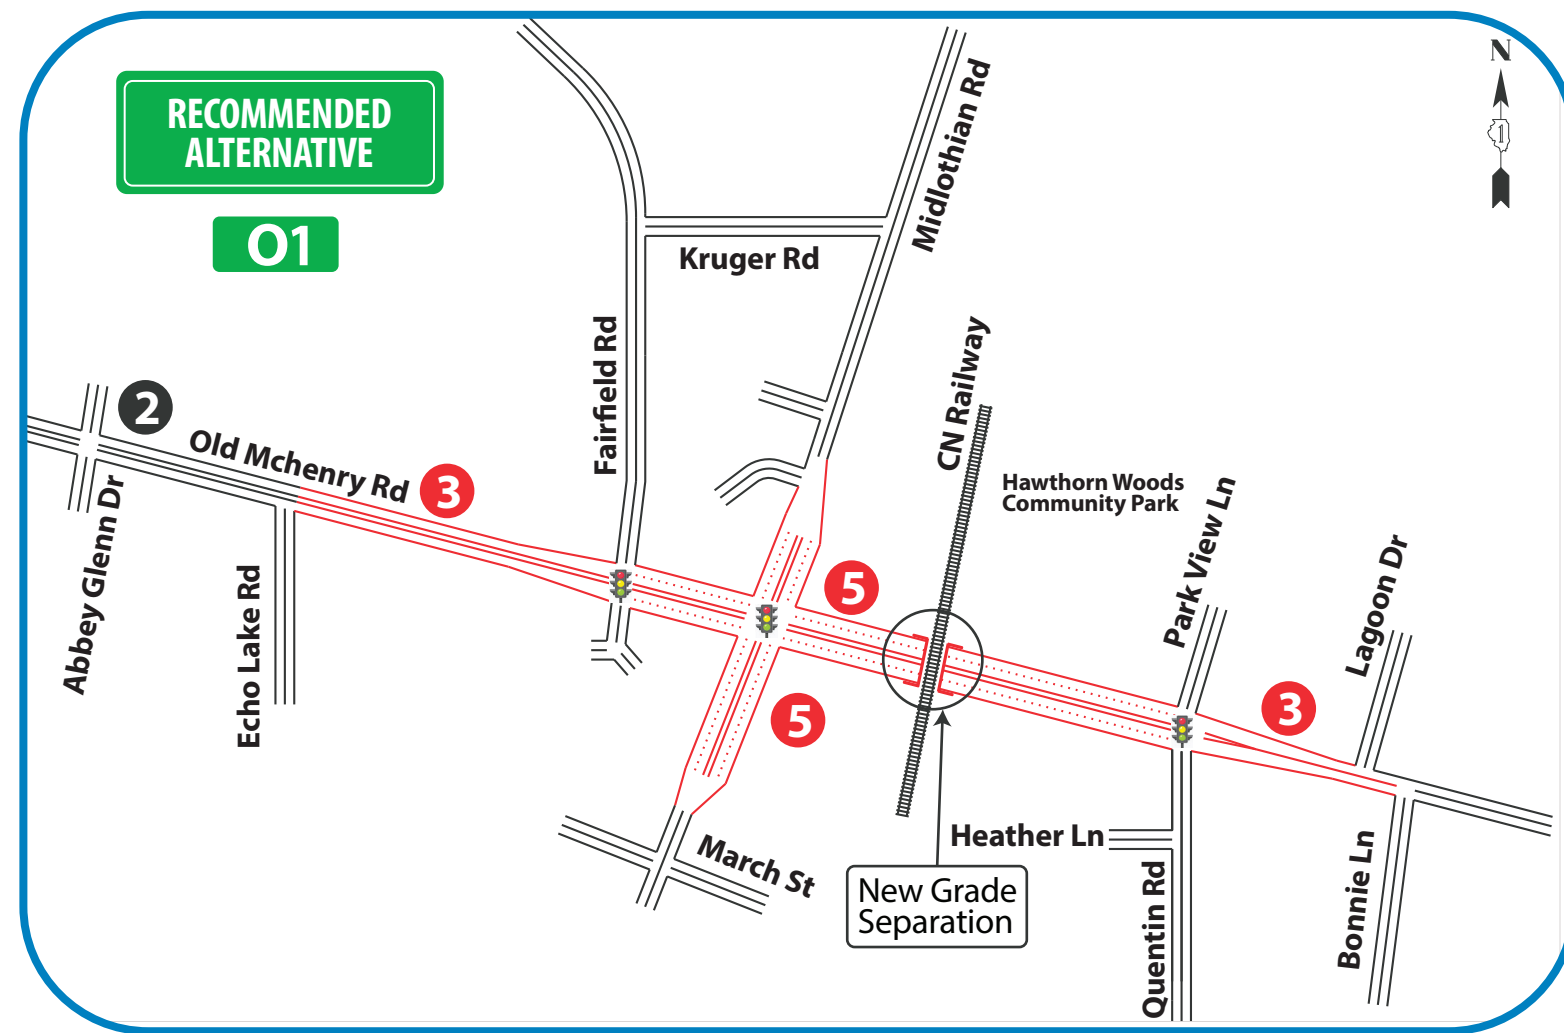 RECOMMENDED
ALTERNATIVE
O1
N
1
Midlothian Rd
Kruger Rd
Fairfield Rd
CN Railway
2
Old Mchenry Rd
3
Hawthorn Woods
Community Park
Abbey Glenn Dr
Echo Lake Rd
5
5
Park View Ln
Lagoon Dr
3
March St
Heather Ln
New Grade
Separation
Quentin Rd
Bonnie Ln